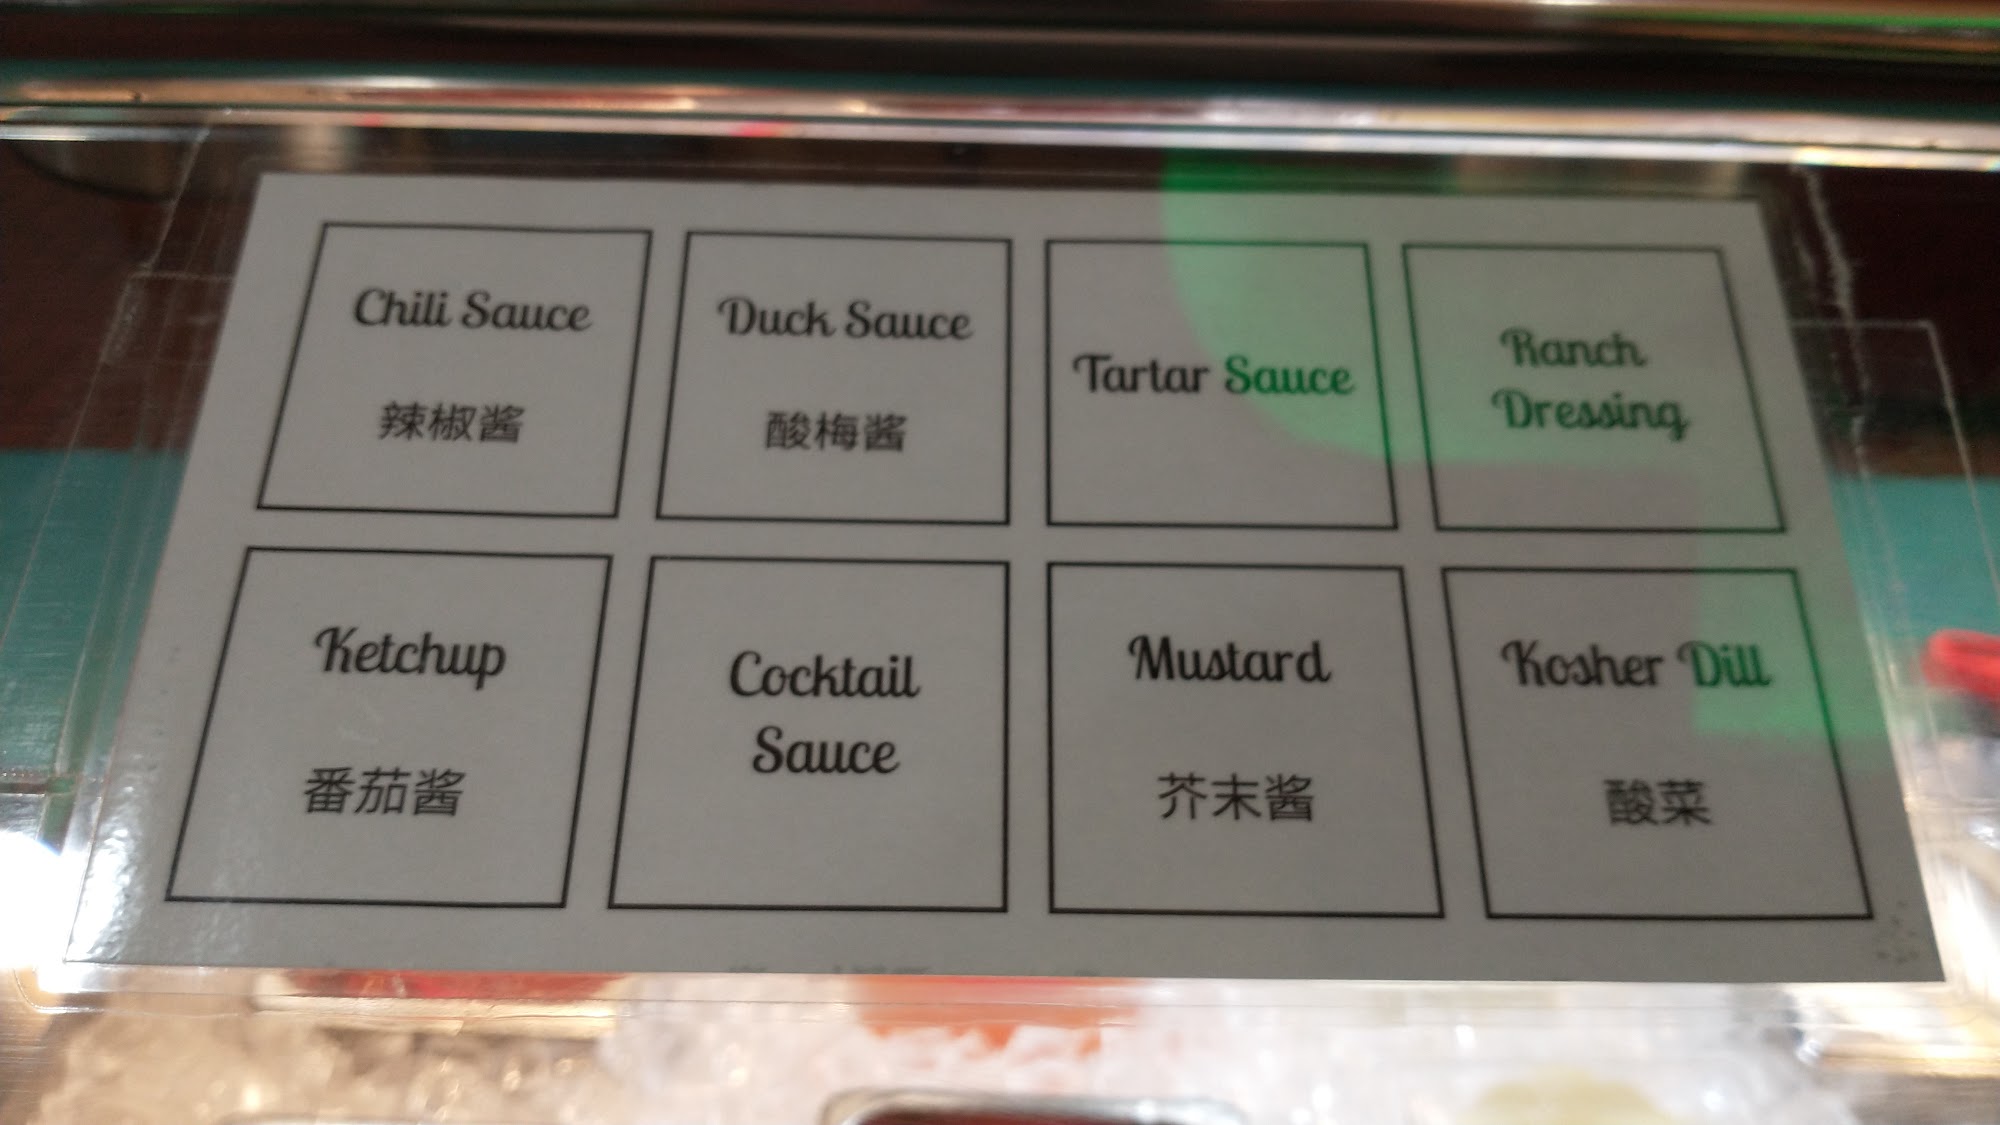 Chili Sauce
辣椒酱
Duck Sauce
酸梅酱
Tartar Sauce
Ranch
Dressing
Ketchup
番茄酱
Cocktail
Sauce
Mustard
芥末酱
Kosher Dill
酸菜